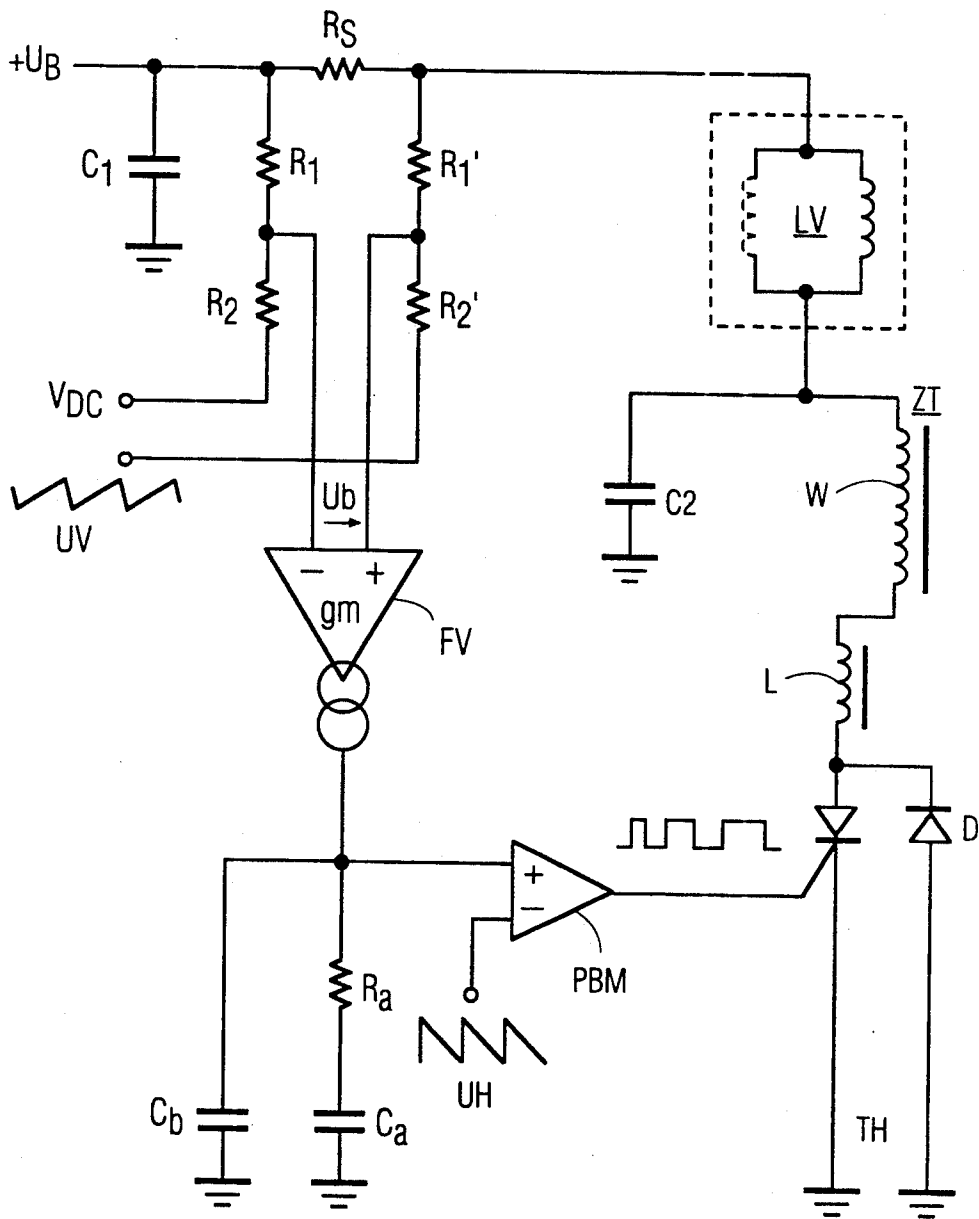 RS
+UB
C1
R1
R1'
LV
R2
R2'
VDC
ZT
UV
Ub
C2
W
− +
gm
FV
L
D
+
−
PBM
Ra
UH
Cb
Ca
TH